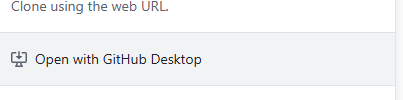 Clone using the web URL.
Open with GitHub Desktop